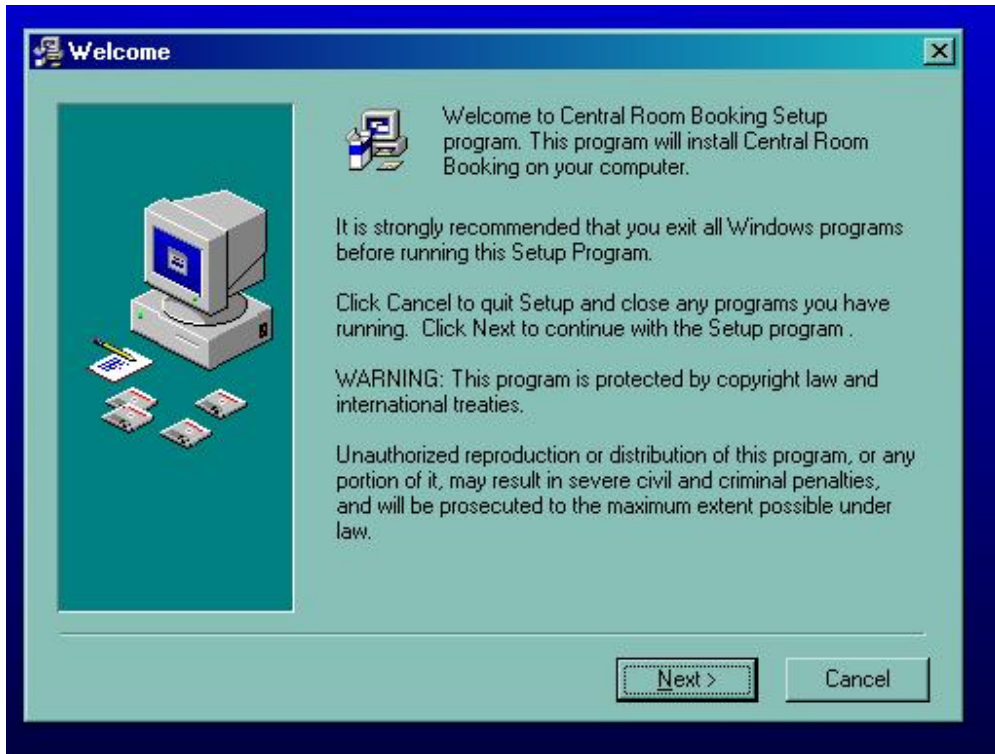 Welcome
Welcome to Central Room Booking Setup
program. This program will install Central Room
Booking on your computer.
It is strongly recommended that you exit all Windows programs
before running this Setup Program.
Click Cancel to quit Setup and close any programs you have
running.  Click Next to continue with the Setup program .
WARNING: This program is protected by copyright law and
international treaties.
Unauthorized reproduction or distribution of this program, or any
portion of it, may result in severe civil and criminal penalties,
and will be prosecuted to the maximum extent possible under
law.
Next >
Cancel